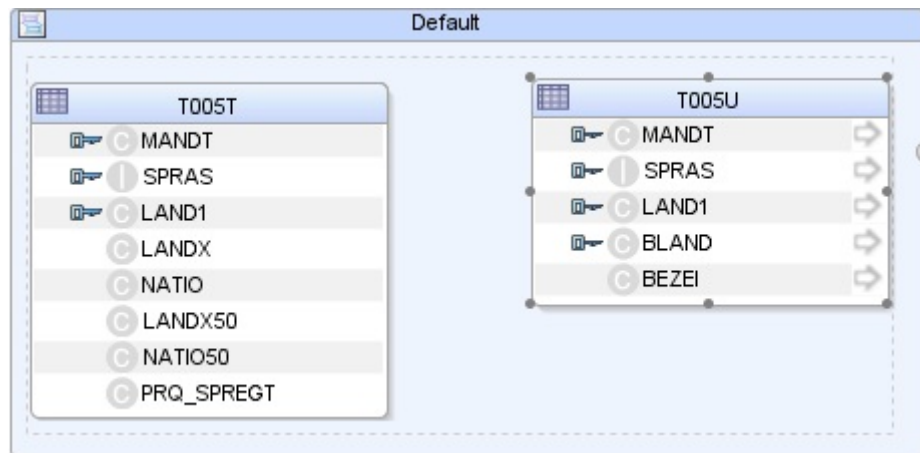 Default
T005T
MANDT
SPRAS
LAND1
LANDX
NATIO
LANDX50
NATIO50
PRQ_SPREGT
T005U
MANDT
SPRAS
LAND1
BLAND
BEZEI